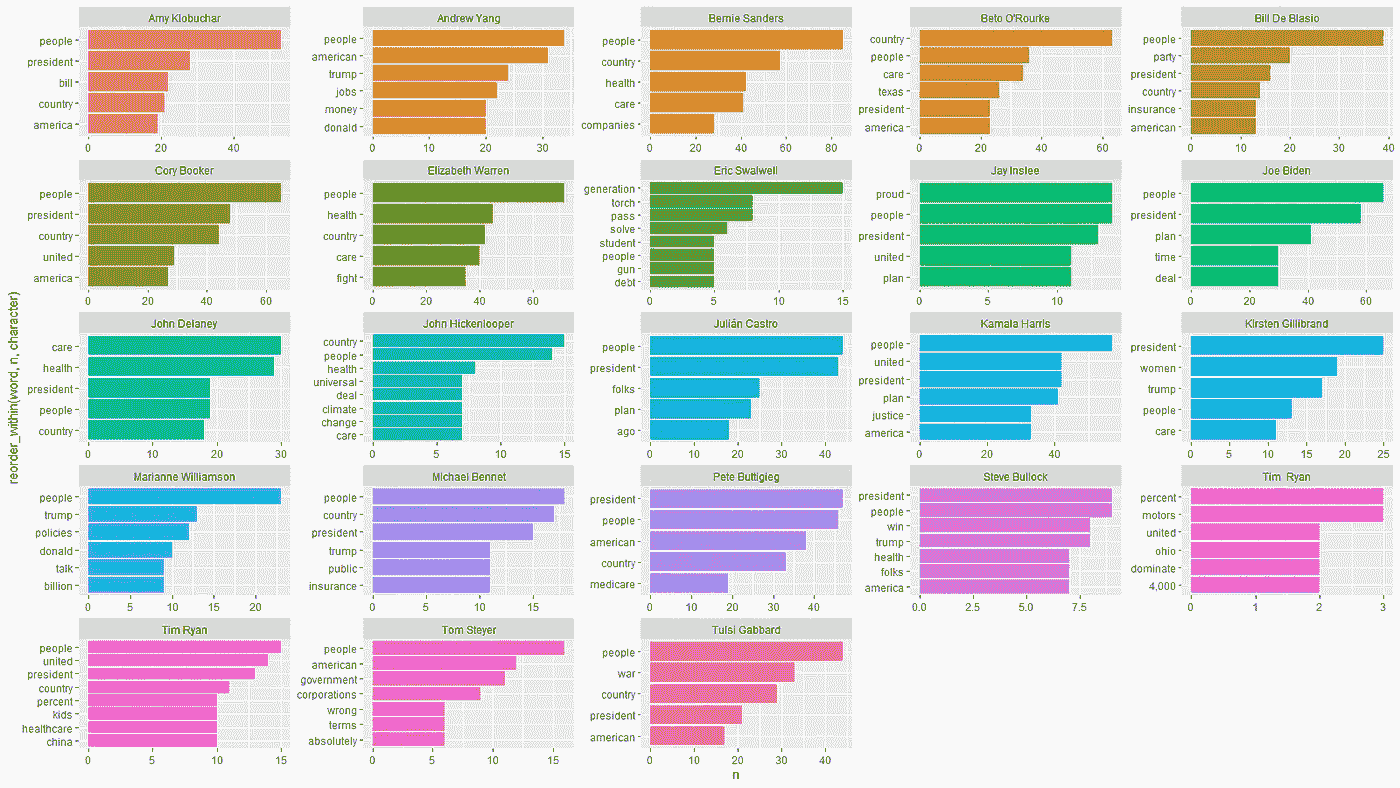 Amy Klobuchar
people
president
bill
country
america
0 20 40
Andrew Yang
people
american
trump
jobs
money
donald
0 10 20 30
Bernie Sanders
people
country
health
care
companies
0 20 40 60 80
Beto O'Rourke
country
people
care
texas
president
america
0 20 40 60
Bill De Blasio
people
party
president
country
insurance
american
0 10 20 30 40
Cory Booker
people
president
country
united
america
0 20 40 60
Elizabeth Warren
people
health
country
care
fight
0 20 40 60
Eric Swalwell
generation
torch
pass
solve
student
people
gun
debt
0 5 10 15
Jay Inslee
proud
people
president
united
plan
0 5 10
Joe Biden
people
president
plan
time
deal
0 20 40 60
John Delaney
care
health
president
people
country
0 10 20 30
John Hickenlooper
country
people
health
universal
deal
climate
change
care
0 5 10 15
Julián Castro
people
president
folks
plan
ago
0 10 20 30 40
Kamala Harris
people
united
president
plan
justice
america
0 20 40
Kirsten Gillibrand
president
women
trump
people
care
0 5 10 15 20 25
Marianne Williamson
people
trump
policies
donald
talk
billion
0 5 10 15 20
Michael Bennet
people
country
president
trump
public
insurance
0 5 10 15
Pete Buttigieg
president
people
american
country
medicare
0 10 20 30 40
Steve Bullock
president
people
win
trump
health
folks
america
0.0 2.5 5.0 7.5
Tim  Ryan
percent
motors
united
ohio
dominate
4,000
0 1 2 3
Tim Ryan
people
united
president
country
percent
kids
healthcare
china
0 5 10 15
Tom Steyer
people
american
government
corporations
wrong
terms
absolutely
0 5 10 15
Tulsi Gabbard
people
war
country
president
american
0 10 20 30 40
reorder_within(word, n, character)
n